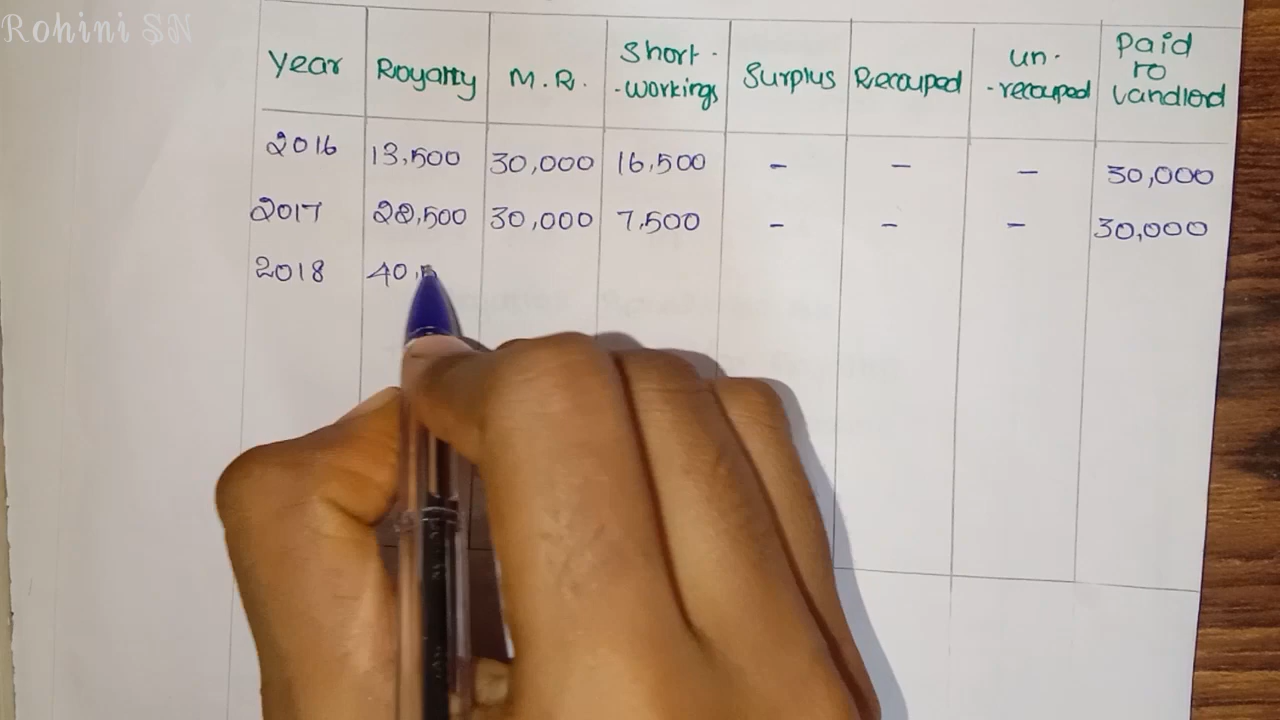 Rohini SN
Year Royalty M.R. Short- -workings Surplus Recouped un- -recouped Paid to Landlord
2016 13,500 30,000 16,500 - - - 30,000
2017 22,500 30,000 7,500 - - - 30,000
2018 40,